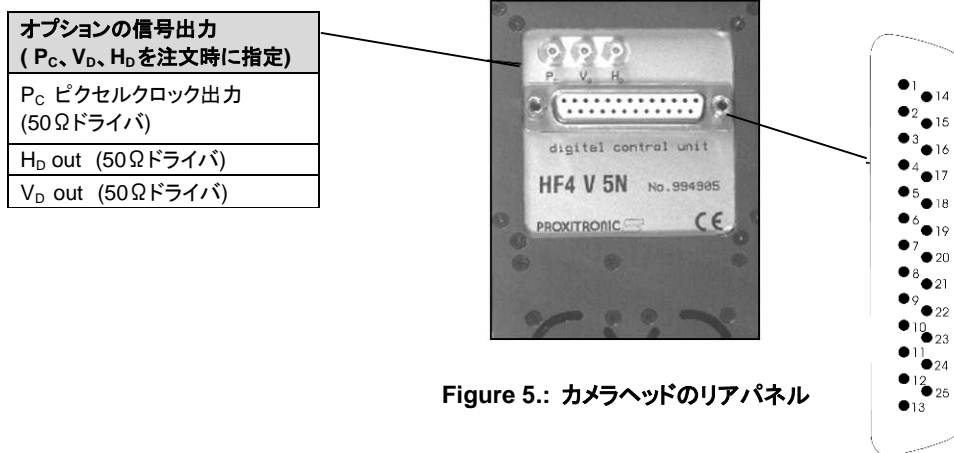 オプションの信号出力
( PC、VD、HDを注文時に指定)
PC ピクセルクロック出力
(50Ωドライバ)
HD out (50Ωドライバ)
VD out (50Ωドライバ)
P VD HD
digital control unit
HF4 V 5N No.994905
PROXITRONIC CE
1
14
2
15
3
16
4
17
5
18
6
19
7
20
8
21
9
22
10
23
11
24
12
25
13
Figure 5.: カメラヘッドのリアパネル